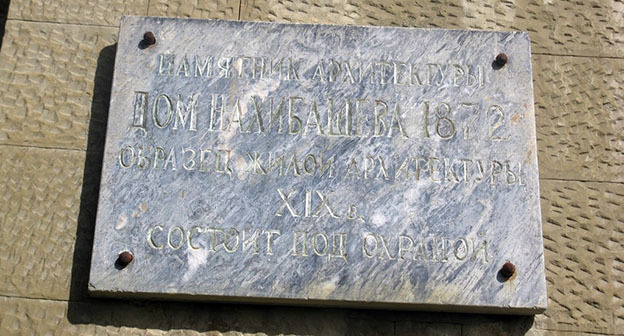 ПАМЯТНИК АРХИТЕКТУРЫ
ДОМ НАХИБАШЕВА 1872
ОБРАЗЕЦ ЖИЛОЙ АРХИТЕКТУРЫ
XIX в.
СОСТОИТ ПОД ОХРАНОЙ